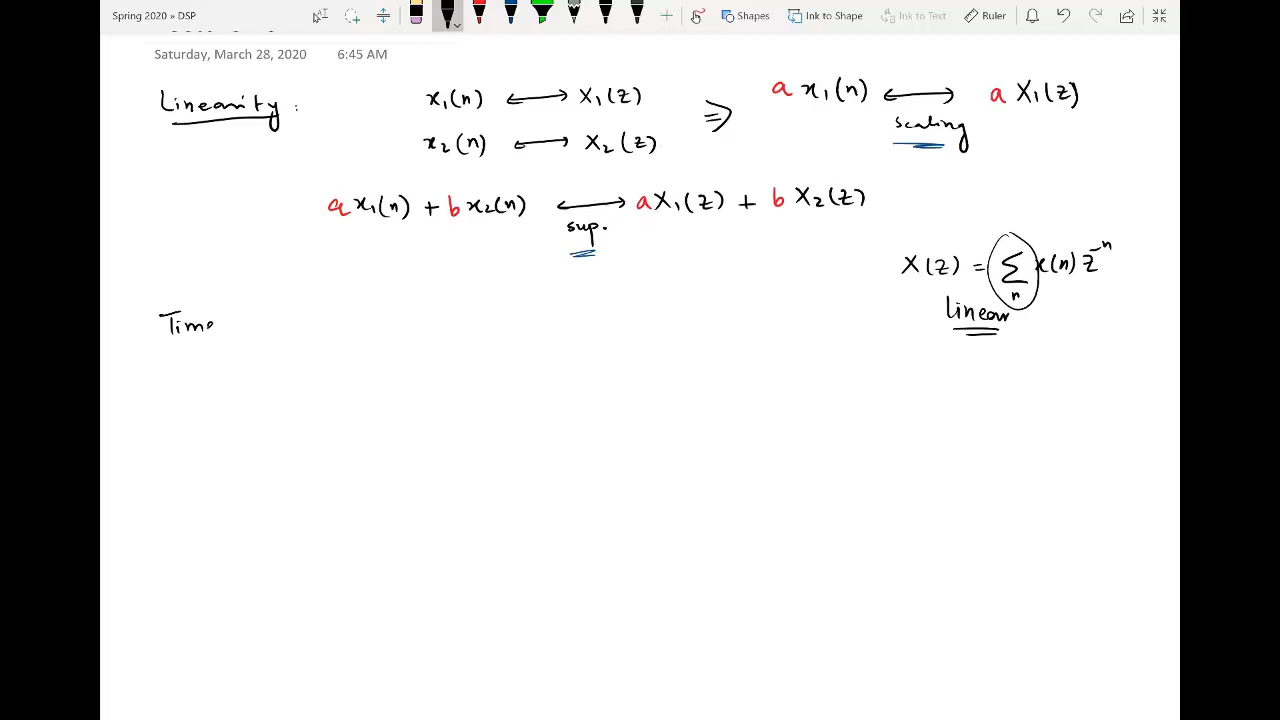 Spring 2020 » DSP
Shapes Ink to Shape Ink to Text Ruler
Saturday, March 28, 2020 6:45 AM
Linearity : x₁(n) ⟷ X₁(z) ⇒ a x₁(n) ⟷ a X₁(z)
scaling
x₂(n) ⟷ X₂(z)
a x₁(n) + b x₂(n) ⟷ a X₁(z) + b X₂(z)
sup.
X(z) = ∑ₙ x(n) z⁻ⁿ
linear
Time